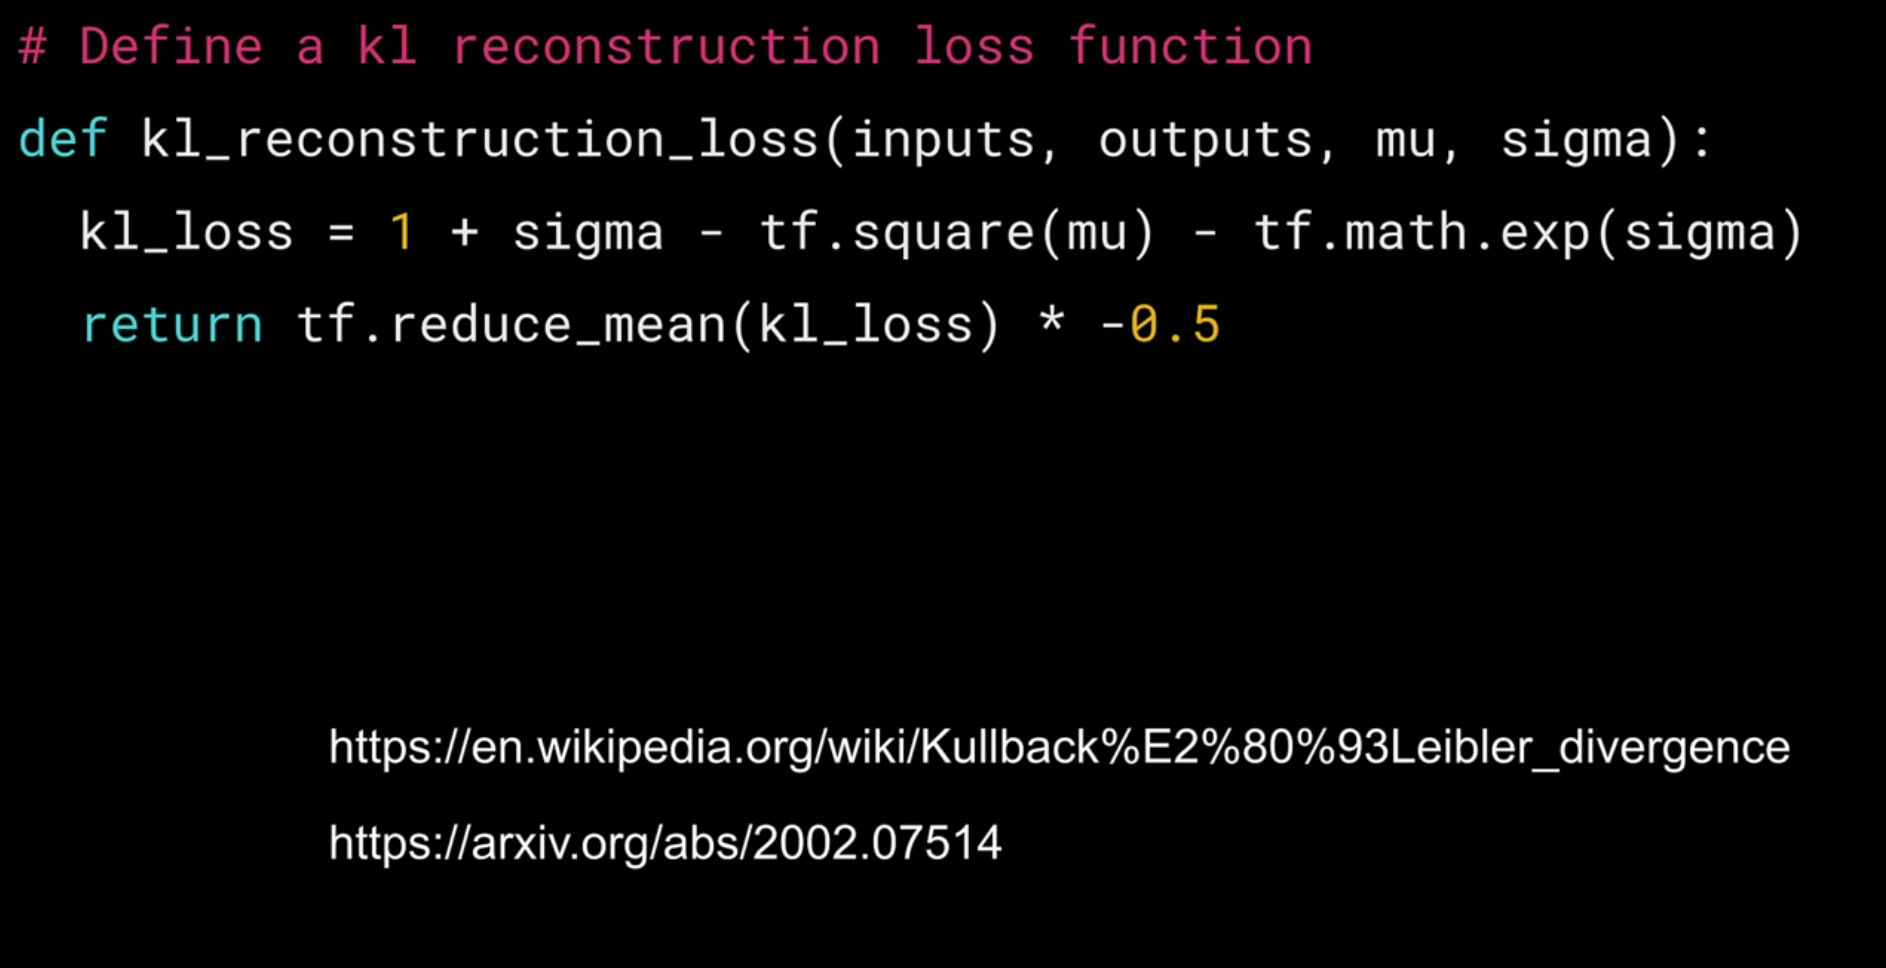 # Define a kl reconstruction loss function
def kl_reconstruction_loss(inputs, outputs, mu, sigma):
  kl_loss = 1 + sigma - tf.square(mu) - tf.math.exp(sigma)
  return tf.reduce_mean(kl_loss) * -0.5
https://en.wikipedia.org/wiki/Kullback%E2%80%93Leibler_divergence
https://arxiv.org/abs/2002.07514